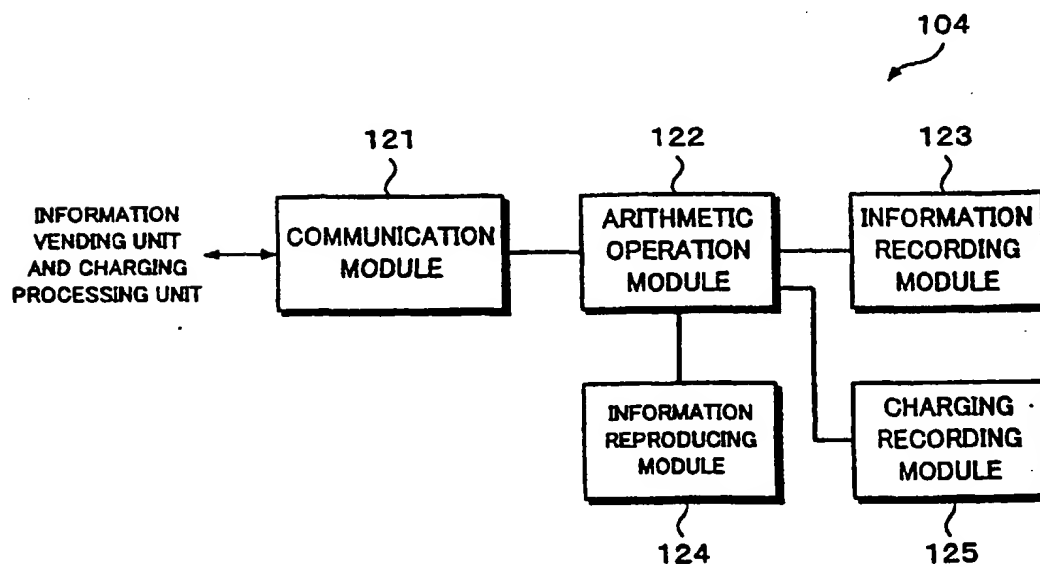 104
121
122
123
INFORMATION
VENDING UNIT
AND CHARGING
PROCESSING UNIT
COMMUNICATION
MODULE
ARITHMETIC
OPERATION
MODULE
INFORMATION
RECORDING
MODULE
INFORMATION
REPRODUCING
MODULE
CHARGING
RECORDING
MODULE
124
125